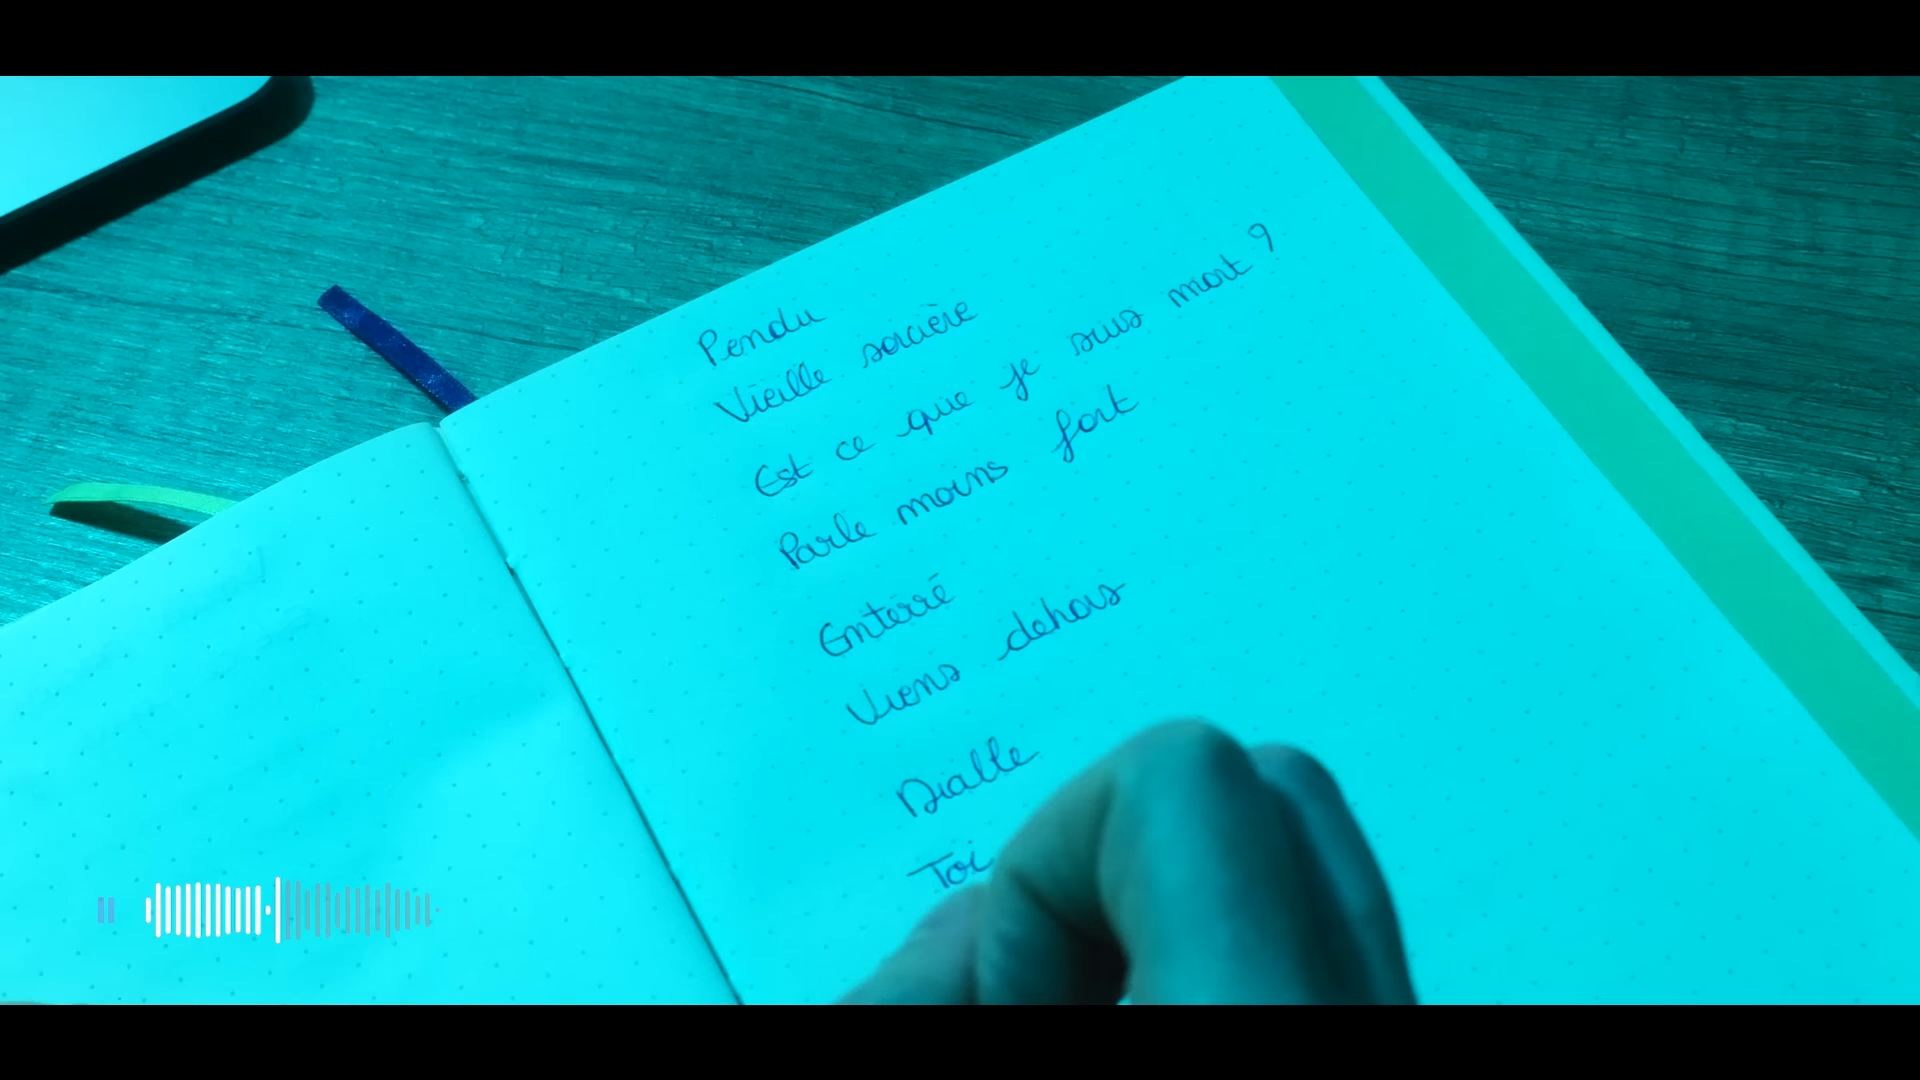 Pendu
Vieille sorcière
Est ce que je suis mort ?
Parle moins fort
Enterré
Viens dehors
Diable
Toi